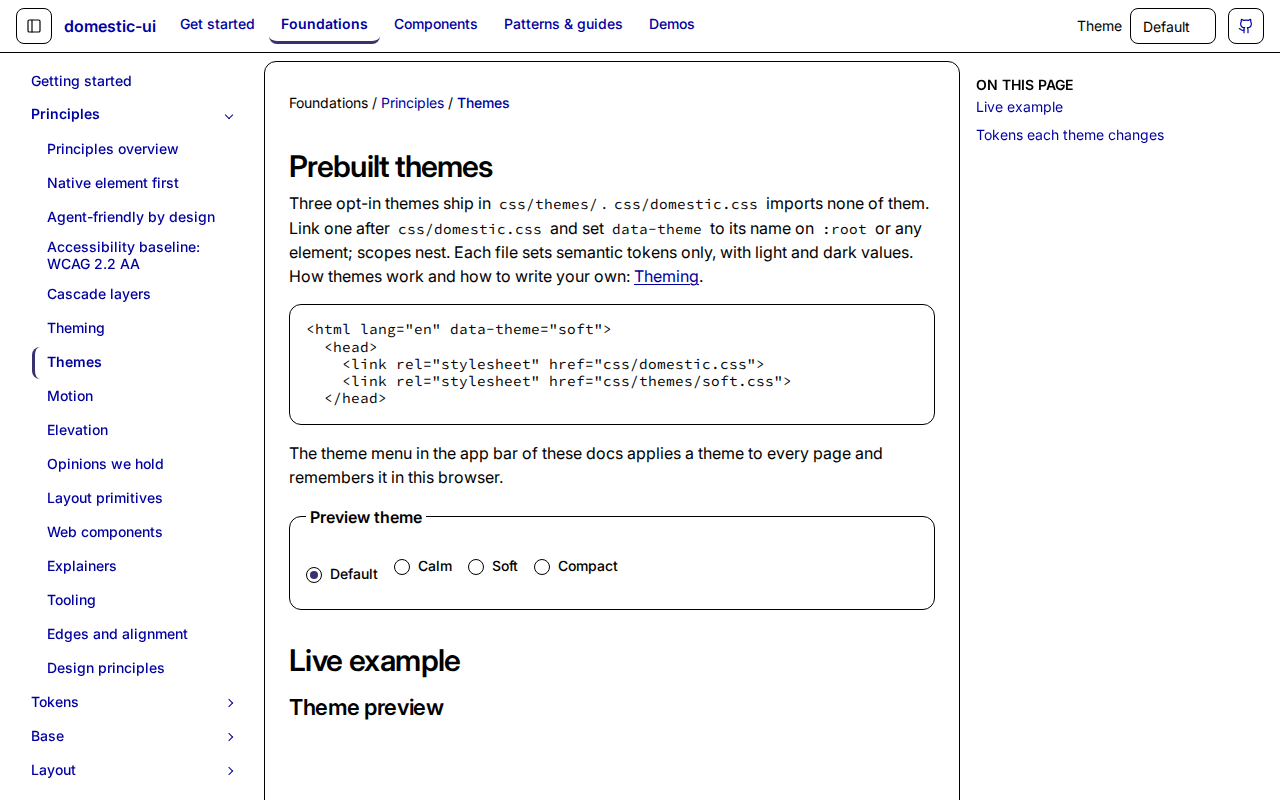 domestic-ui Get started Foundations Components Patterns & guides Demos Theme Default
Getting started
Principles
Principles overview
Native element first
Agent-friendly by design
Accessibility baseline:
WCAG 2.2 AA
Cascade layers
Theming
Themes
Motion
Elevation
Opinions we hold
Layout primitives
Web components
Explainers
Tooling
Edges and alignment
Design principles
Tokens
Base
Layout
Foundations / Principles / Themes
Prebuilt themes
Three opt-in themes ship in css/themes/. css/domestic.css imports none of them.
Link one after css/domestic.css and set data-theme to its name on :root or any
element; scopes nest. Each file sets semantic tokens only, with light and dark values.
How themes work and how to write your own: Theming.
<html lang="en" data-theme="soft">
  <head>
    <link rel="stylesheet" href="css/domestic.css">
    <link rel="stylesheet" href="css/themes/soft.css">
  </head>
The theme menu in the app bar of these docs applies a theme to every page and
remembers it in this browser.
Preview theme
Default Calm Soft Compact
Live example
Theme preview
ON THIS PAGE
Live example
Tokens each theme changes